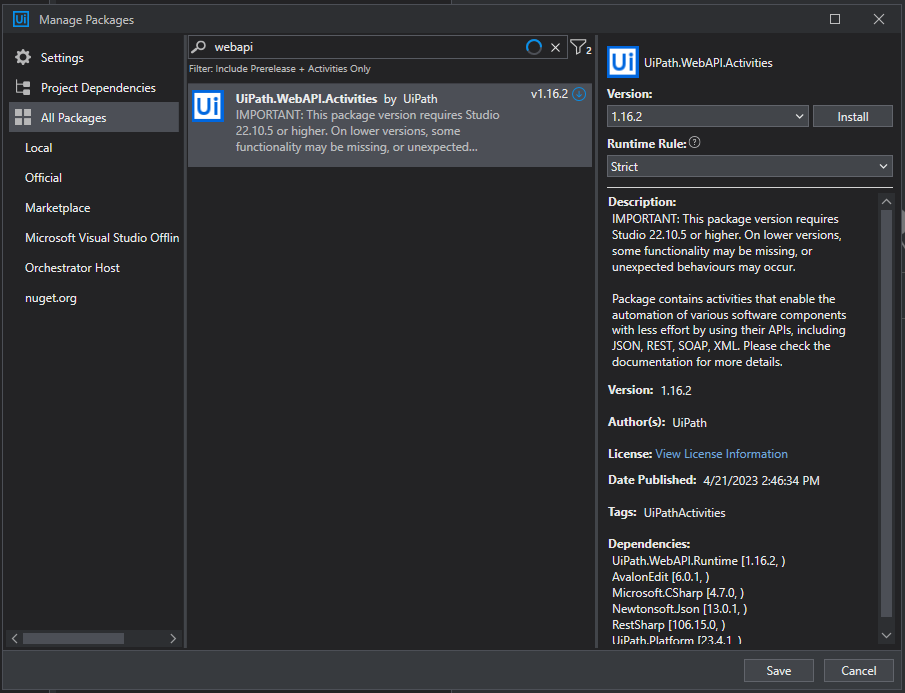 Ui Manage Packages
Settings
Project Dependencies
All Packages
Local
Official
Marketplace
Microsoft Visual Studio Offlin
Orchestrator Host
nuget.org
webapi
2
Filter: Include Prerelease + Activities Only
Ui
UiPath.WebAPI.Activities by UiPath v1.16.2
IMPORTANT: This package version requires Studio
22.10.5 or higher. On lower versions, some
functionality may be missing, or unexpected...
Ui UiPath.WebAPI.Activities
Version:
1.16.2 Install
Runtime Rule: ?
Strict
Description:
IMPORTANT: This package version requires
Studio 22.10.5 or higher. On lower versions,
some functionality may be missing, or
unexpected behaviours may occur.
Package contains activities that enable the
automation of various software components
with less effort by using their APIs, including
JSON, REST, SOAP, XML. Please check the
documentation for more details.
Version: 1.16.2
Author(s): UiPath
License: View License Information
Date Published: 4/21/2023 2:46:34 PM
Tags: UiPathActivities
Dependencies:
UiPath.WebAPI.Runtime [1.16.2, )
AvalonEdit [6.0.1, )
Microsoft.CSharp [4.7.0, )
Newtonsoft.Json [13.0.1, )
RestSharp [106.15.0, )
UiPath.Platform [23.4.1, )
Save Cancel